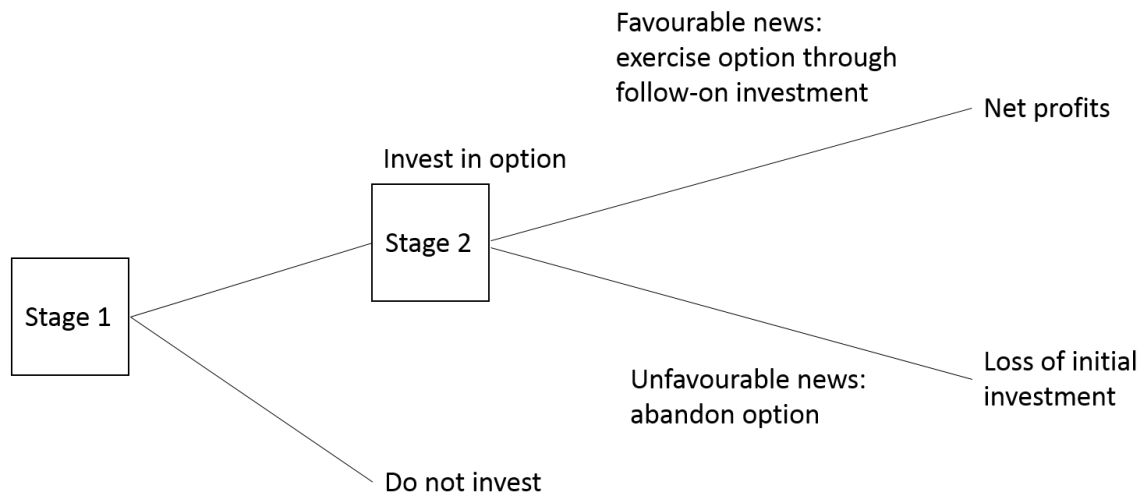 Favourable news:
exercise option through
follow-on investment
Net profits
Invest in option
Stage 2
Stage 1
Loss of initial
investment
Unfavourable news:
abandon option
Do not invest